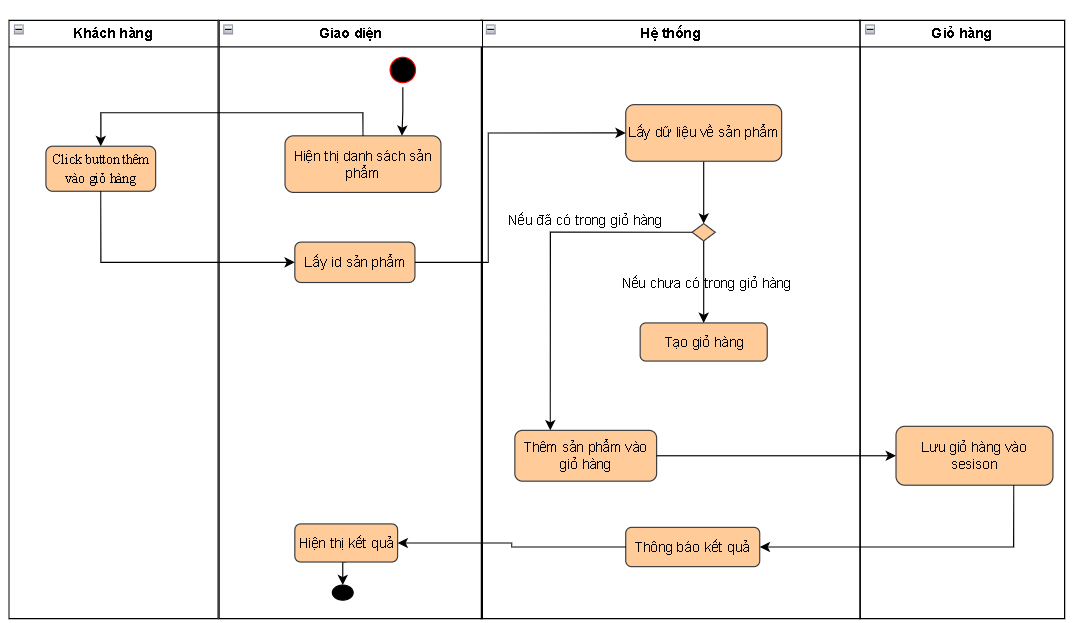 Khách hàng
Giao diện
Hệ thống
Giỏ hàng
Hiện thị danh sách sản
phẩm
Click button thêm
vào giỏ hàng
Lấy id sản phẩm
Lấy dữ liệu về sản phẩm
Nếu đã có trong giỏ hàng
Nếu chưa có trong giỏ hàng
Tạo giỏ hàng
Thêm sản phẩm vào
giỏ hàng
Lưu giỏ hàng vào
sesison
Thông báo kết quả
Hiện thị kết quả